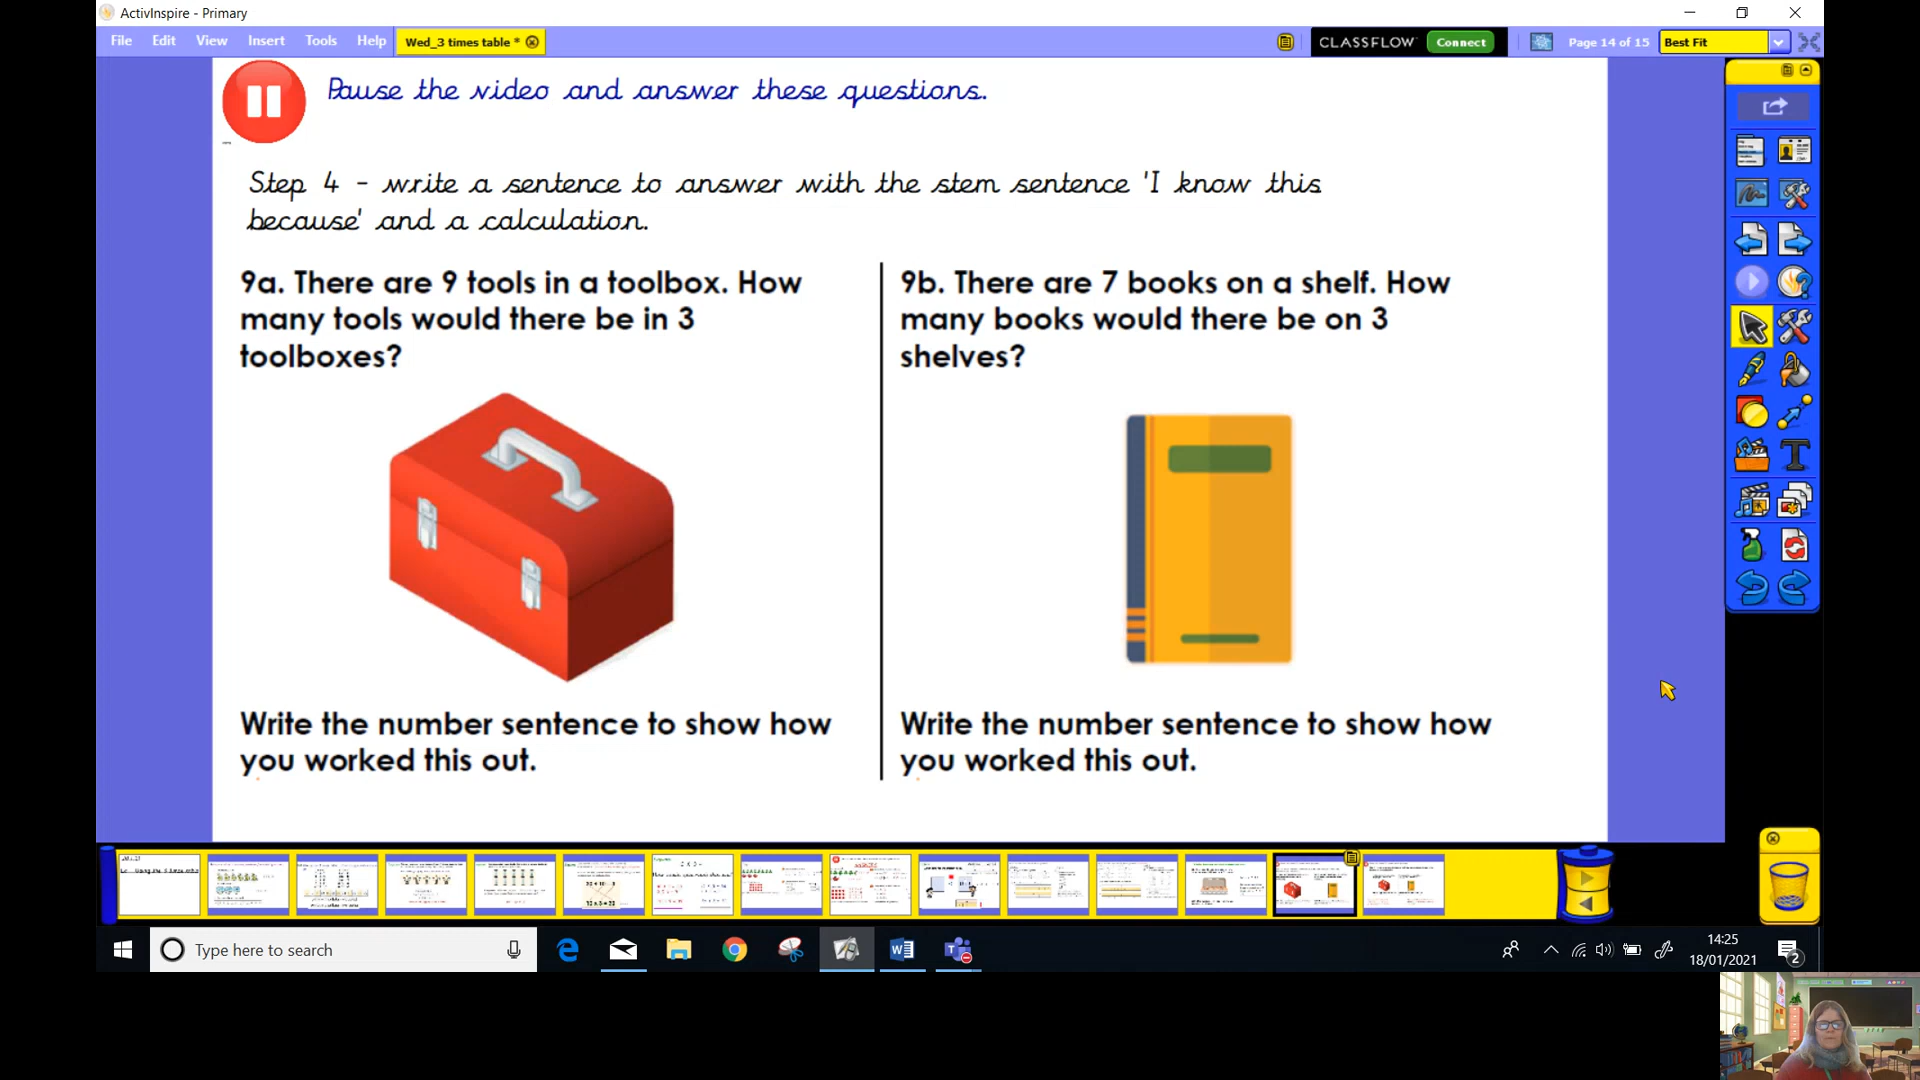 ActivInspire - Primary
File Edit View Insert Tools Help Wed_3 times table * CLASSFLOW Connect Page 14 of 15 Best Fit
Pause the video and answer these questions.
Step 4 - write a sentence to answer with the stem sentence 'I know this
because' and a calculation.
9a. There are 9 tools in a toolbox. How
many tools would there be in 3
toolboxes?
9b. There are 7 books on a shelf. How
many books would there be on 3
shelves?
Write the number sentence to show how
you worked this out.
Write the number sentence to show how
you worked this out.
Type here to search
14:25
18/01/2021
2